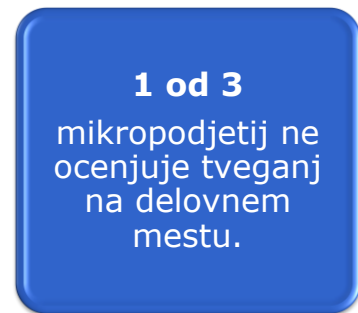 1 od 3
mikropodjetij ne
ocenjuje tveganj
na delovnem
mestu.